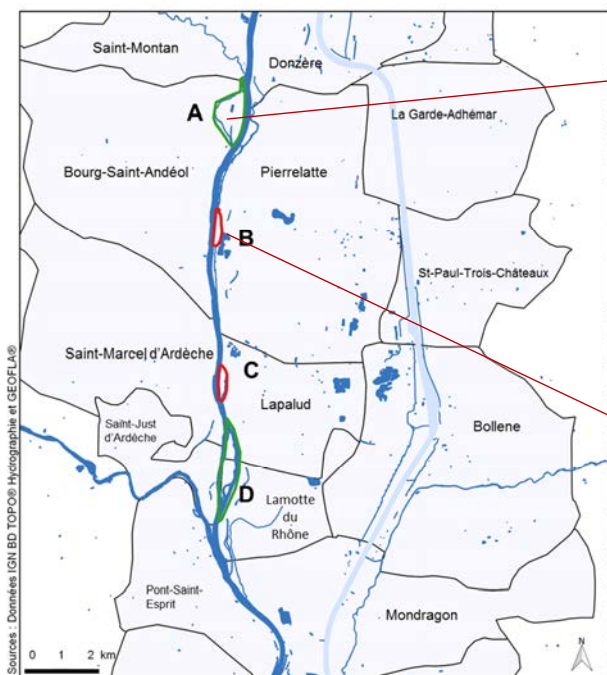 Saint-Montan
Donzère
A
La Garde-Adhémar
Bourg-Saint-Andéol
Pierrelatte
B
St-Paul-Trois-Châteaux
Saint-Marcel d'Ardèche
C
Lapalud
Saint-Just
d'Ardèche
Bollene
D
Lamotte
du
Rhône
Pont-Saint-
Esprit
Mondragon
Sources : Données IGN BD TOPO® Hydrographie et GEOFLA®
0 1 2 km
N